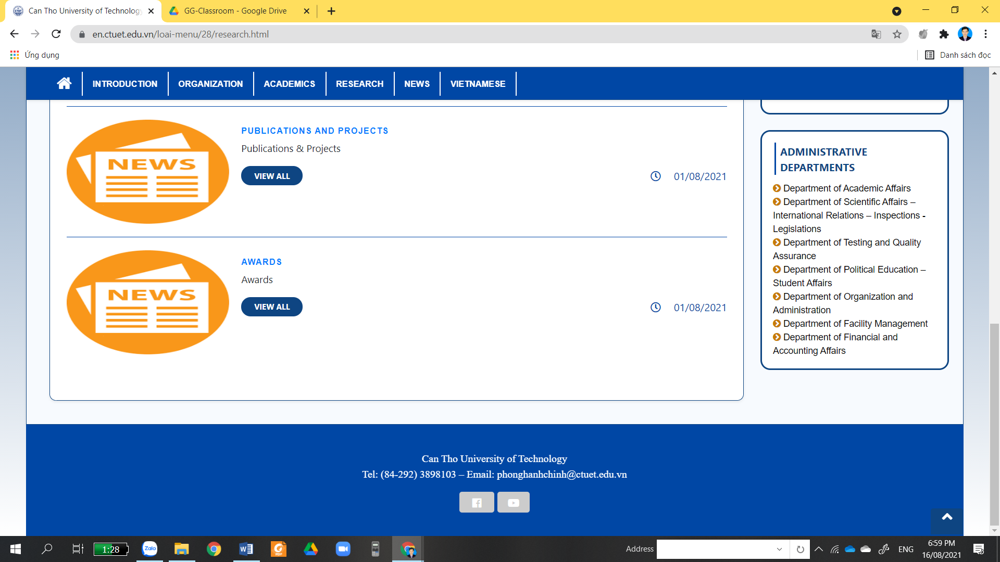 Can Tho University of Technology
GG-Classroom - Google Drive
en.ctuet.edu.vn/loai-menu/28/research.html
Ứng dụng
Danh sách đọc
INTRODUCTION
ORGANIZATION
ACADEMICS
RESEARCH
NEWS
VIETNAMESE
NEWS
PUBLICATIONS AND PROJECTS
Publications & Projects
VIEW ALL
01/08/2021
NEWS
AWARDS
Awards
VIEW ALL
01/08/2021
ADMINISTRATIVE
DEPARTMENTS
Department of Academic Affairs
Department of Scientific Affairs –
International Relations – Inspections -
Legislations
Department of Testing and Quality
Assurance
Department of Political Education –
Student Affairs
Department of Organization and
Administration
Department of Facility Management
Department of Financial and
Accounting Affairs
Can Tho University of Technology
Tel: (84-292) 3898103 – Email: phonghanhchinh@ctuet.edu.vn
1:28
Zalo
W
PDF
Address
ENG
6:59 PM
16/08/2021